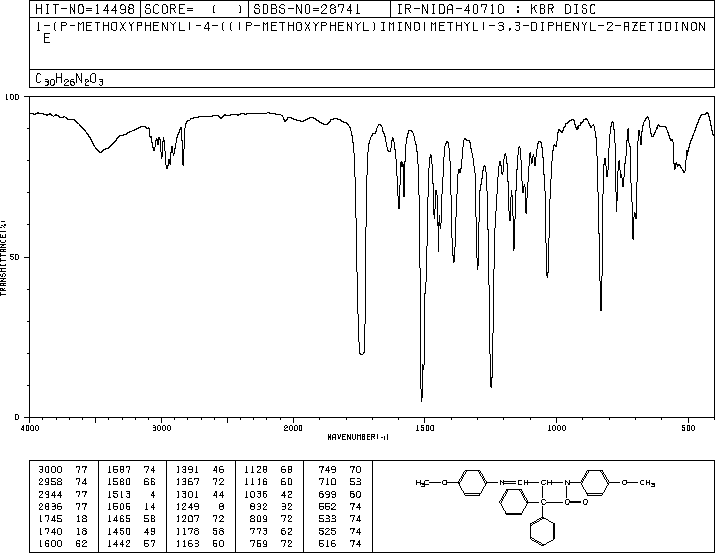 HIT-NO=14498 SCORE= ( ) SDBS-NO=28741 IR-NIDA-40710 : KBR DISC
1-(P-METHOXYPHENYL)-4-(((P-METHOXYPHENYL)IMINO)METHYL)-3,3-DIPHENYL-2-AZETIDINON
E
C30H26N2O3
100
50
0
TRANSMITTANCE(%)
4000 3000 2000 1500 1000 500
WAVENUMBER(-1)
3000 77 1587 74 1391 46 1128 68 749 70
2958 74 1580 66 1367 72 1116 60 710 53
2944 77 1513 4 1301 44 1036 42 699 60
2836 77 1506 14 1249 8 832 32 552 74
1745 18 1465 58 1207 72 809 72 533 74
1740 18 1450 49 1178 58 773 62 525 74
1600 62 1442 57 1163 50 769 72 516 74
H3C O N CH CH N O CH3
C C O